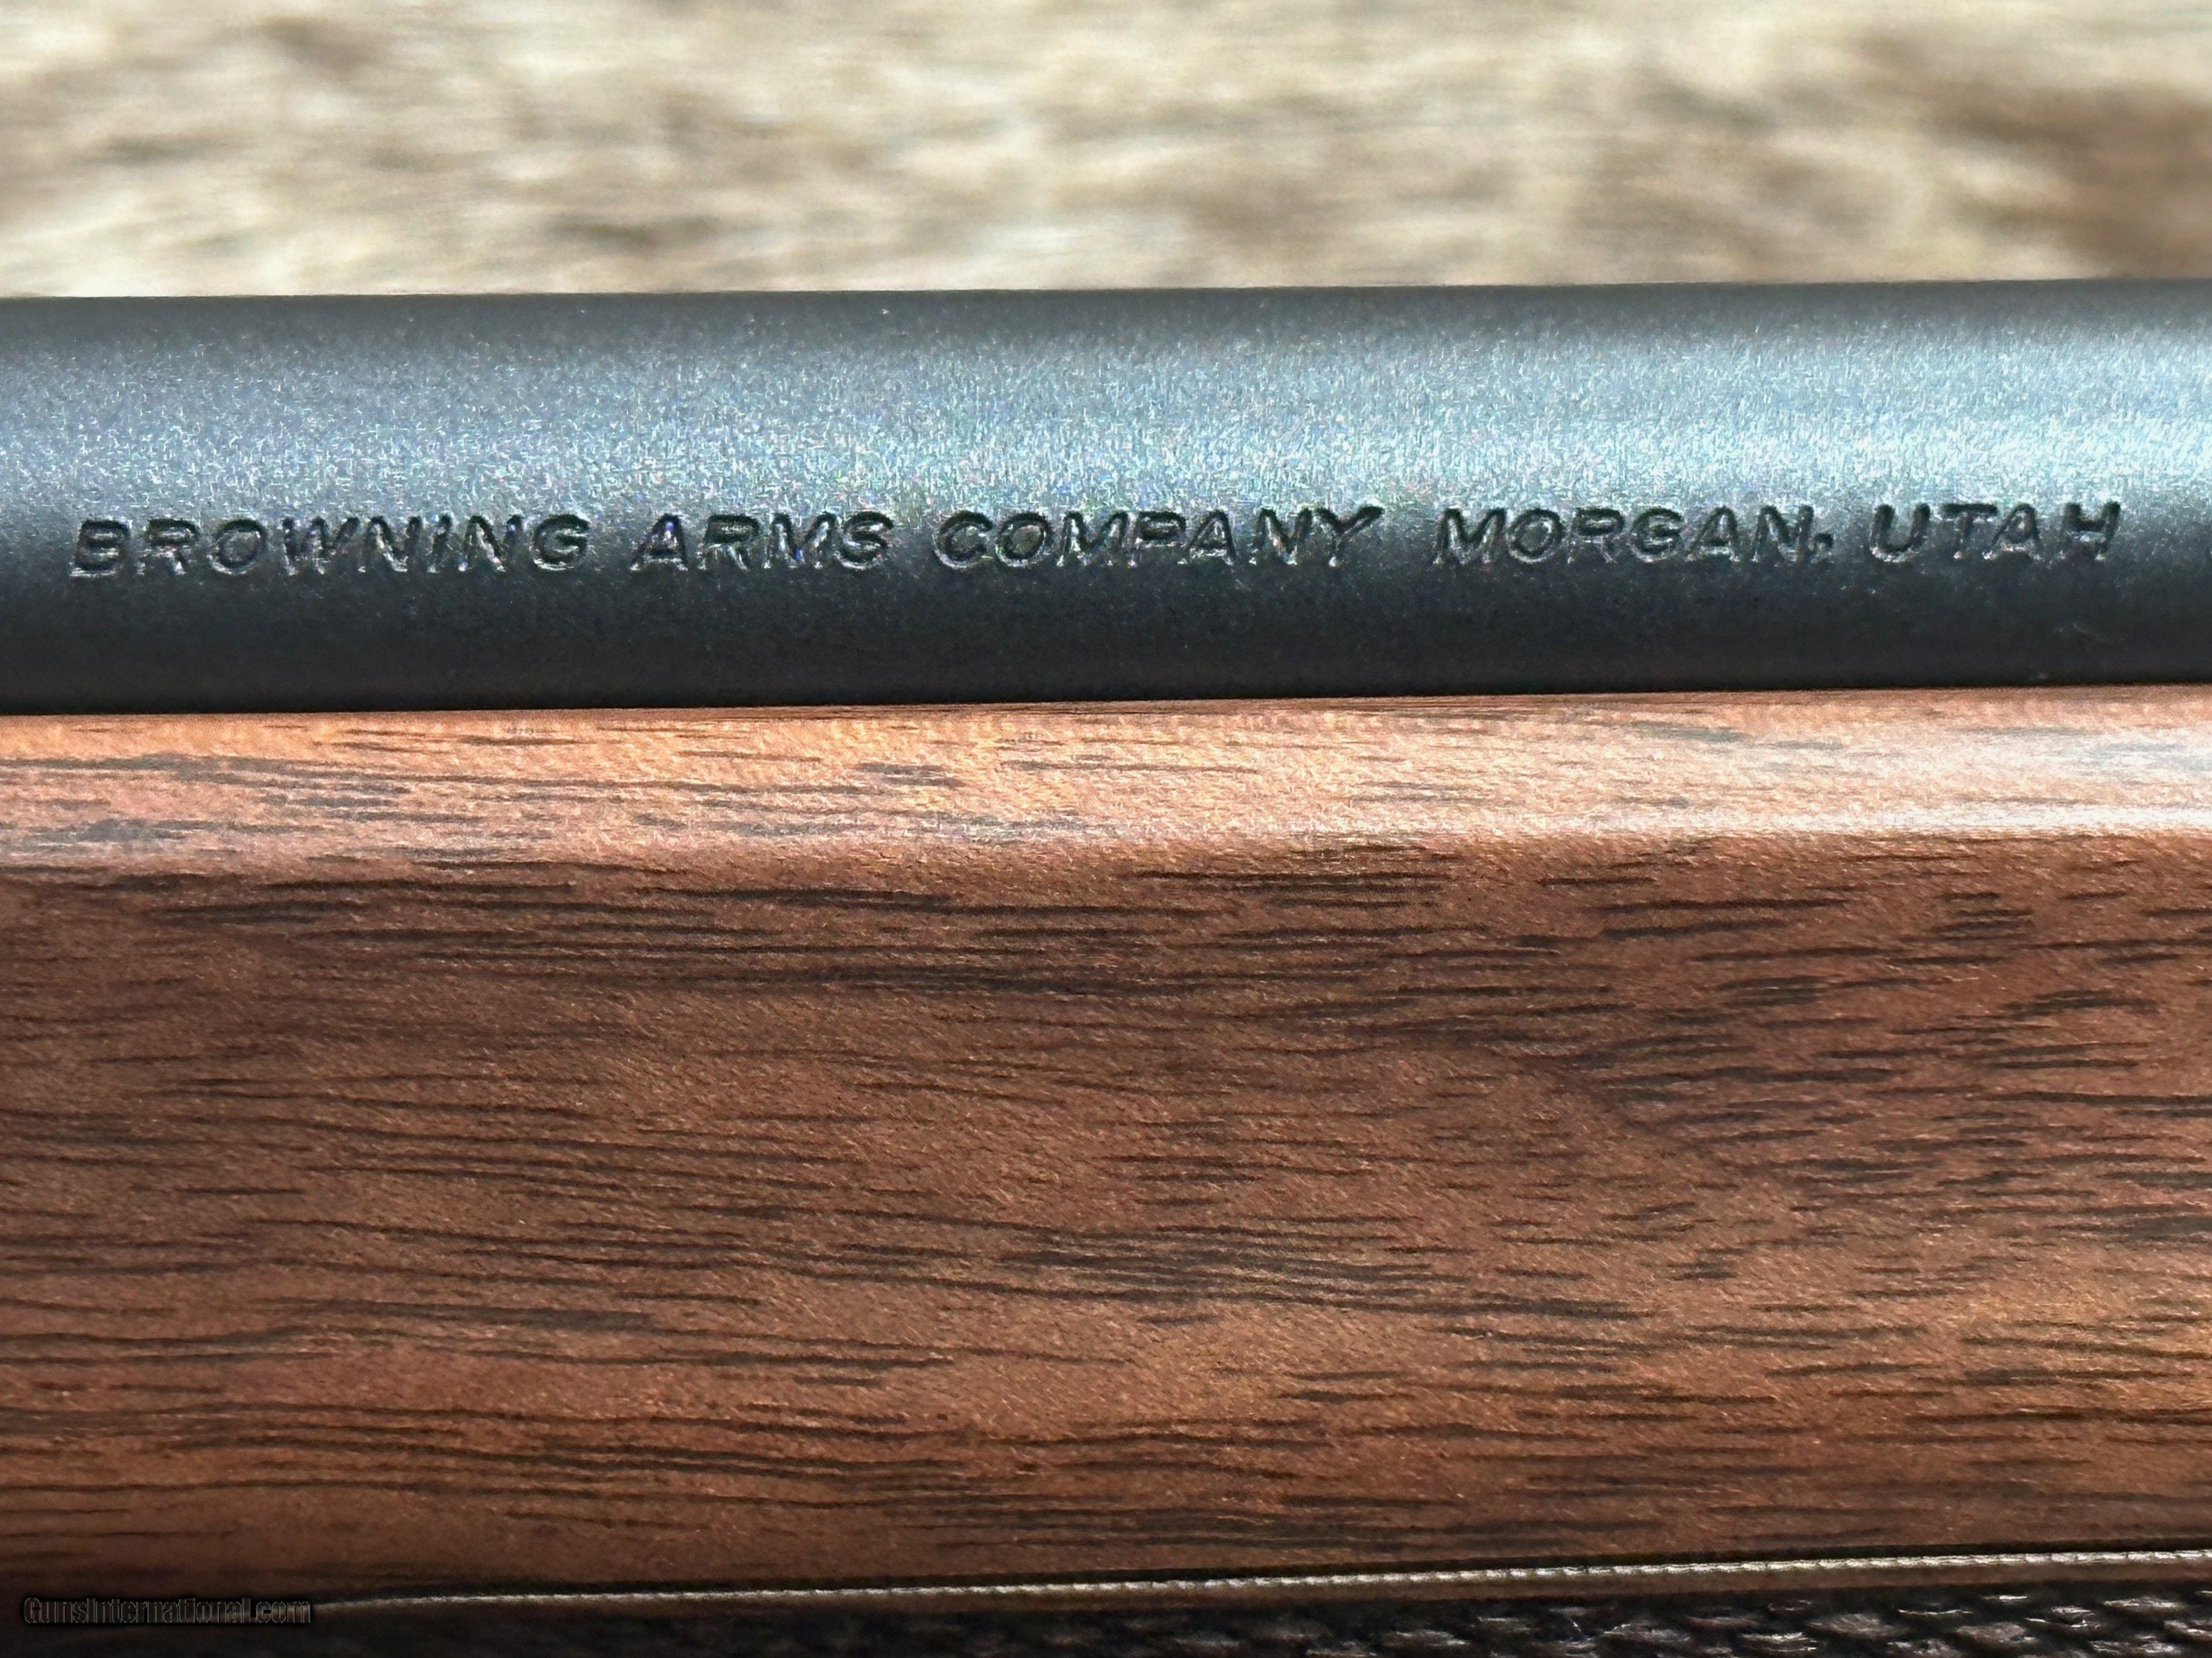 BROWNING ARMS COMPANY MORGAN, UTAH
GunsInternational.com